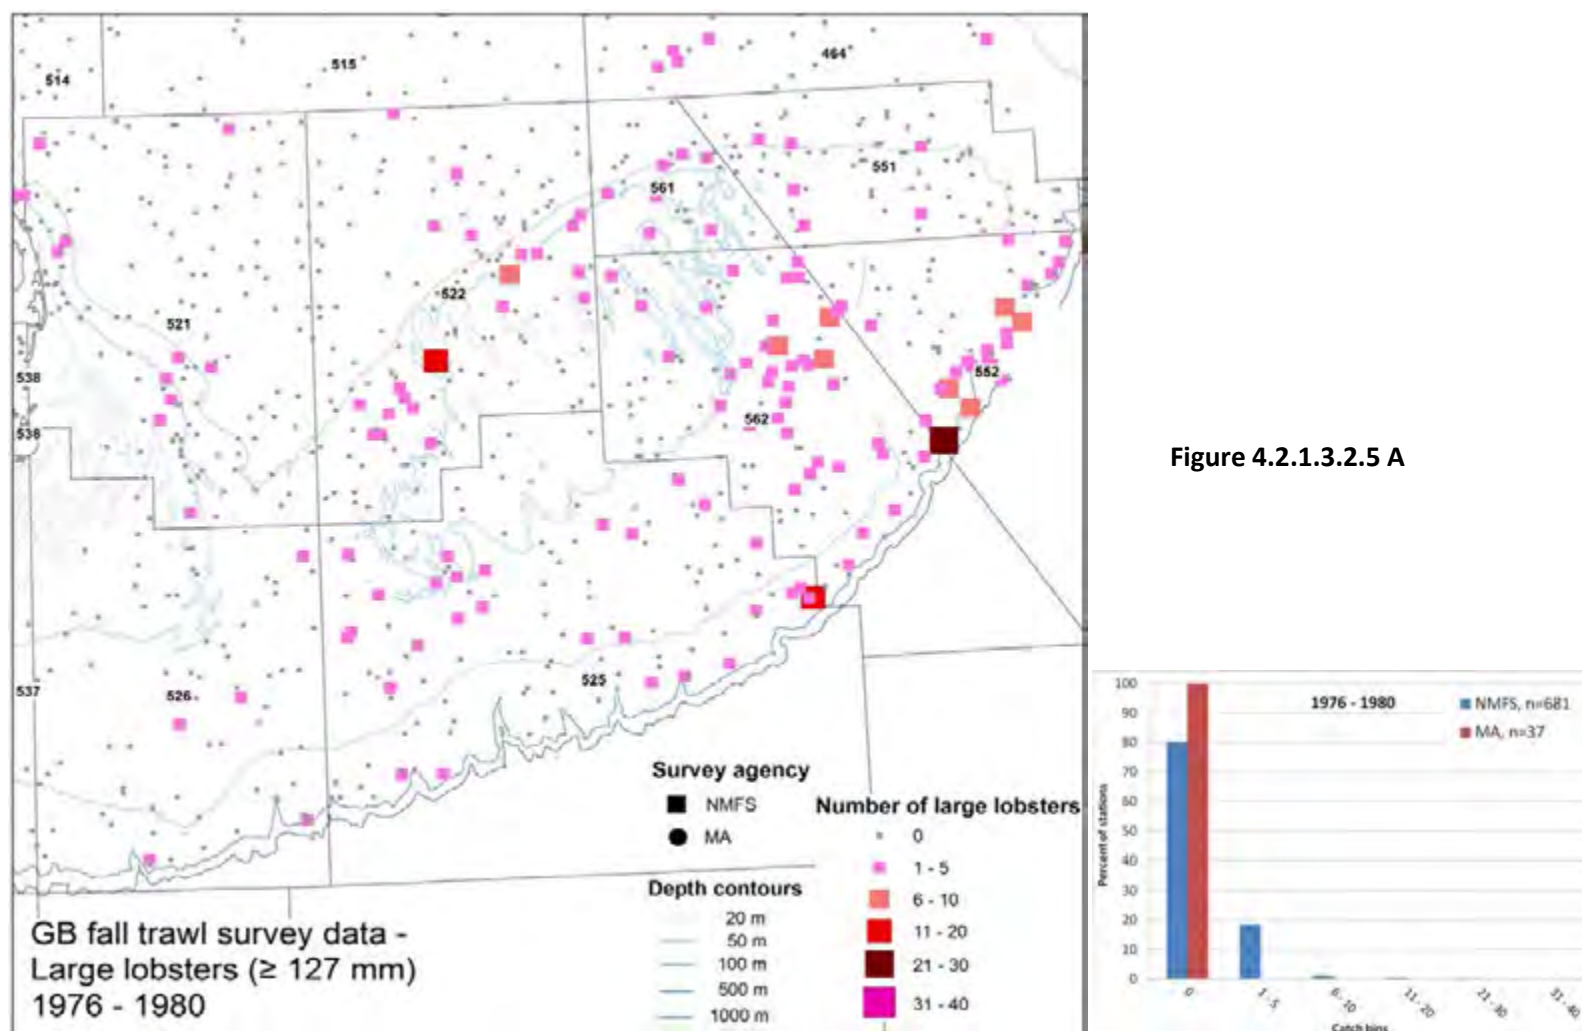 464
514
515
551
561
522
521
538
552
562
538
537
526
525
Survey agency
NMFS
MA
Number of large lobsters
0
1 - 5
6 - 10
11 - 20
21 - 30
31 - 40
Depth contours
20 m
50 m
100 m
500 m
1000 m
GB fall trawl survey data -
Large lobsters (≥ 127 mm)
1976 - 1980
Figure 4.2.1.3.2.5 A
1976 - 1980
NMFS, n=681
MA, n=37
Percent of stations
100
90
80
70
60
50
40
30
20
10
0
0
1 - 5
6 - 10
11 - 20
21 - 30
31 - 40
Catch bins